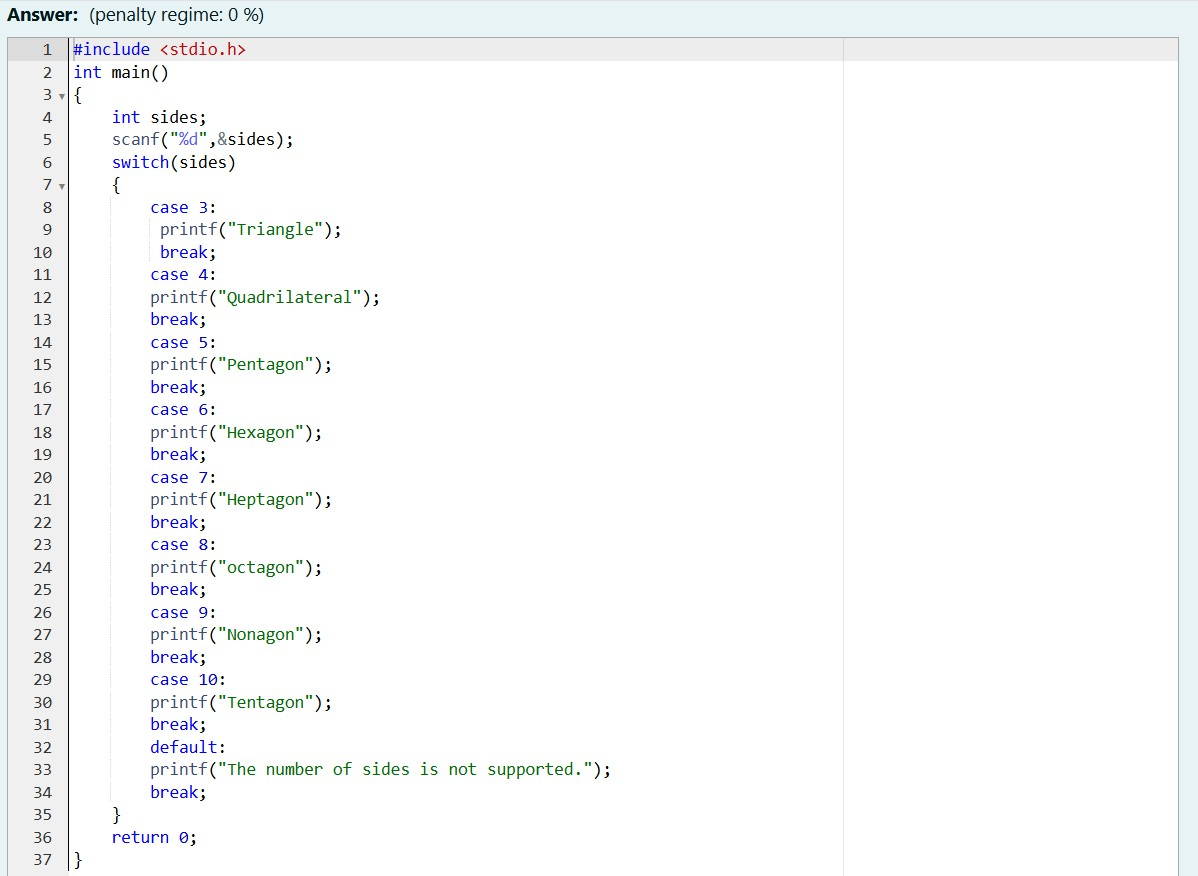 Answer: (penalty regime: 0 %)
1 #include <stdio.h>
2 int main()
3 {
4     int sides;
5     scanf("%d",&sides);
6     switch(sides)
7     {
8         case 3:
9          printf("Triangle");
10          break;
11         case 4:
12         printf("Quadrilateral");
13         break;
14         case 5:
15         printf("Pentagon");
16         break;
17         case 6:
18         printf("Hexagon");
19         break;
20         case 7:
21         printf("Heptagon");
22         break;
23         case 8:
24         printf("octagon");
25         break;
26         case 9:
27         printf("Nonagon");
28         break;
29         case 10:
30         printf("Tentagon");
31         break;
32         default:
33         printf("The number of sides is not supported.");
34         break;
35     }
36     return 0;
37 }